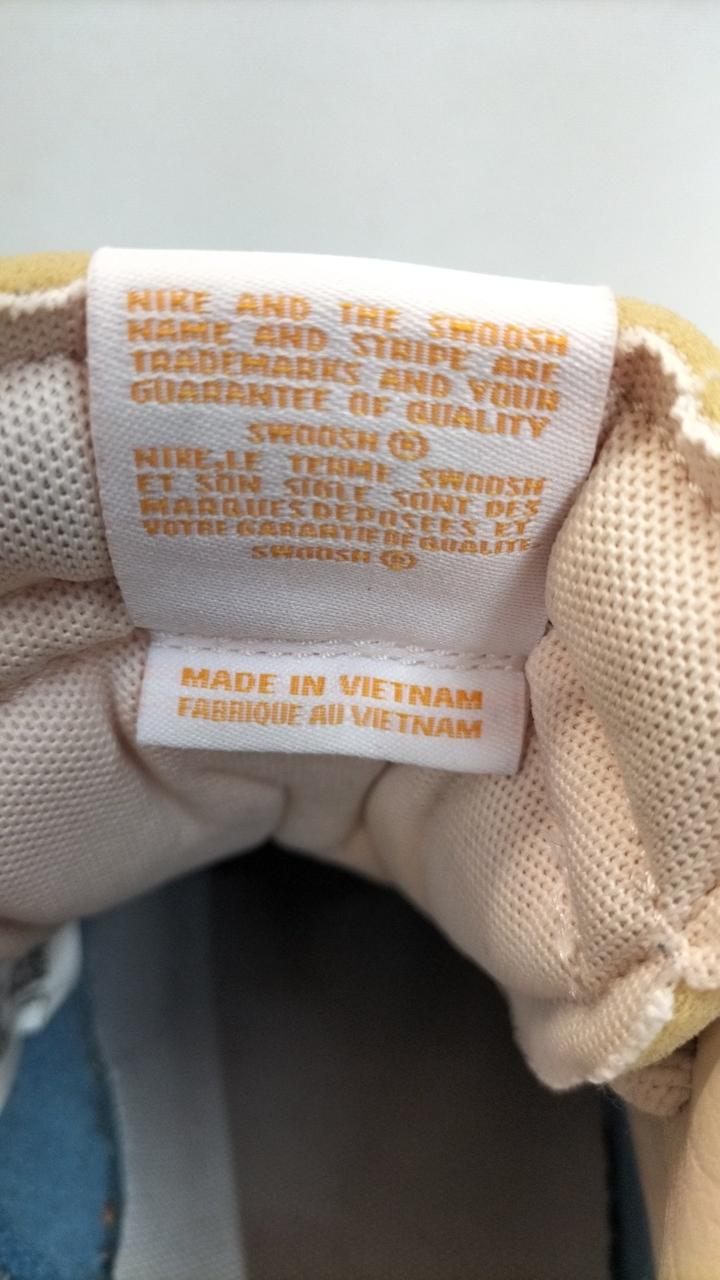 NIKE AND THE SWOOSH
NAME AND STRIPE ARE
TRADEMARKS AND YOUR
GUARANTEE OF QUALITY
SWOOSH ®
NIKE, LE TERME SWOOSH
ET SON SIGLE SONT DES
MARQUES DEPOSEES ET
VOTRE GARANTIE DE QUALITE.
SWOOSH ®
MADE IN VIETNAM
FABRIQUE AU VIETNAM